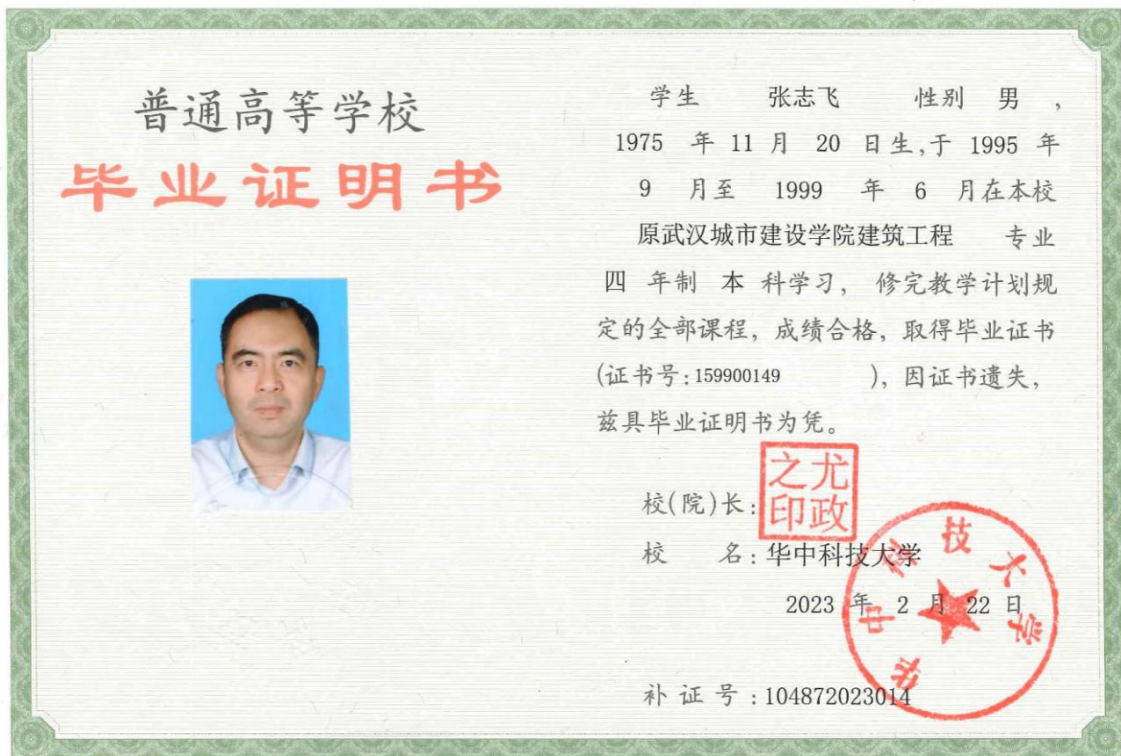 普通高等学校
毕业证明书
学生 张志飞 性别 男 ,
1975 年 11 月 20 日生,于 1995 年
9 月至 1999 年 6 月在本校
原武汉城市建设学院建筑工程 专业
四 年制 本 科学习, 修完教学计划规
定的全部课程, 成绩合格, 取得毕业证书
(证书号:159900149 ), 因证书遗失,
兹具毕业证明书为凭。
校(院)长:
尤政之印
校 名:华中科技大学
2023 年 2 月 22 日
华中科技大学
补 证 号 :104872023014